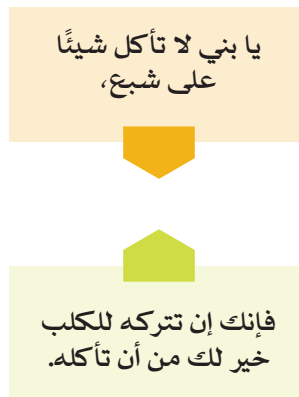 يا بني لا تأكل شيئًا
على شبع،
فإنك إن تتركه للكلب
خير لك من أن تأكله.